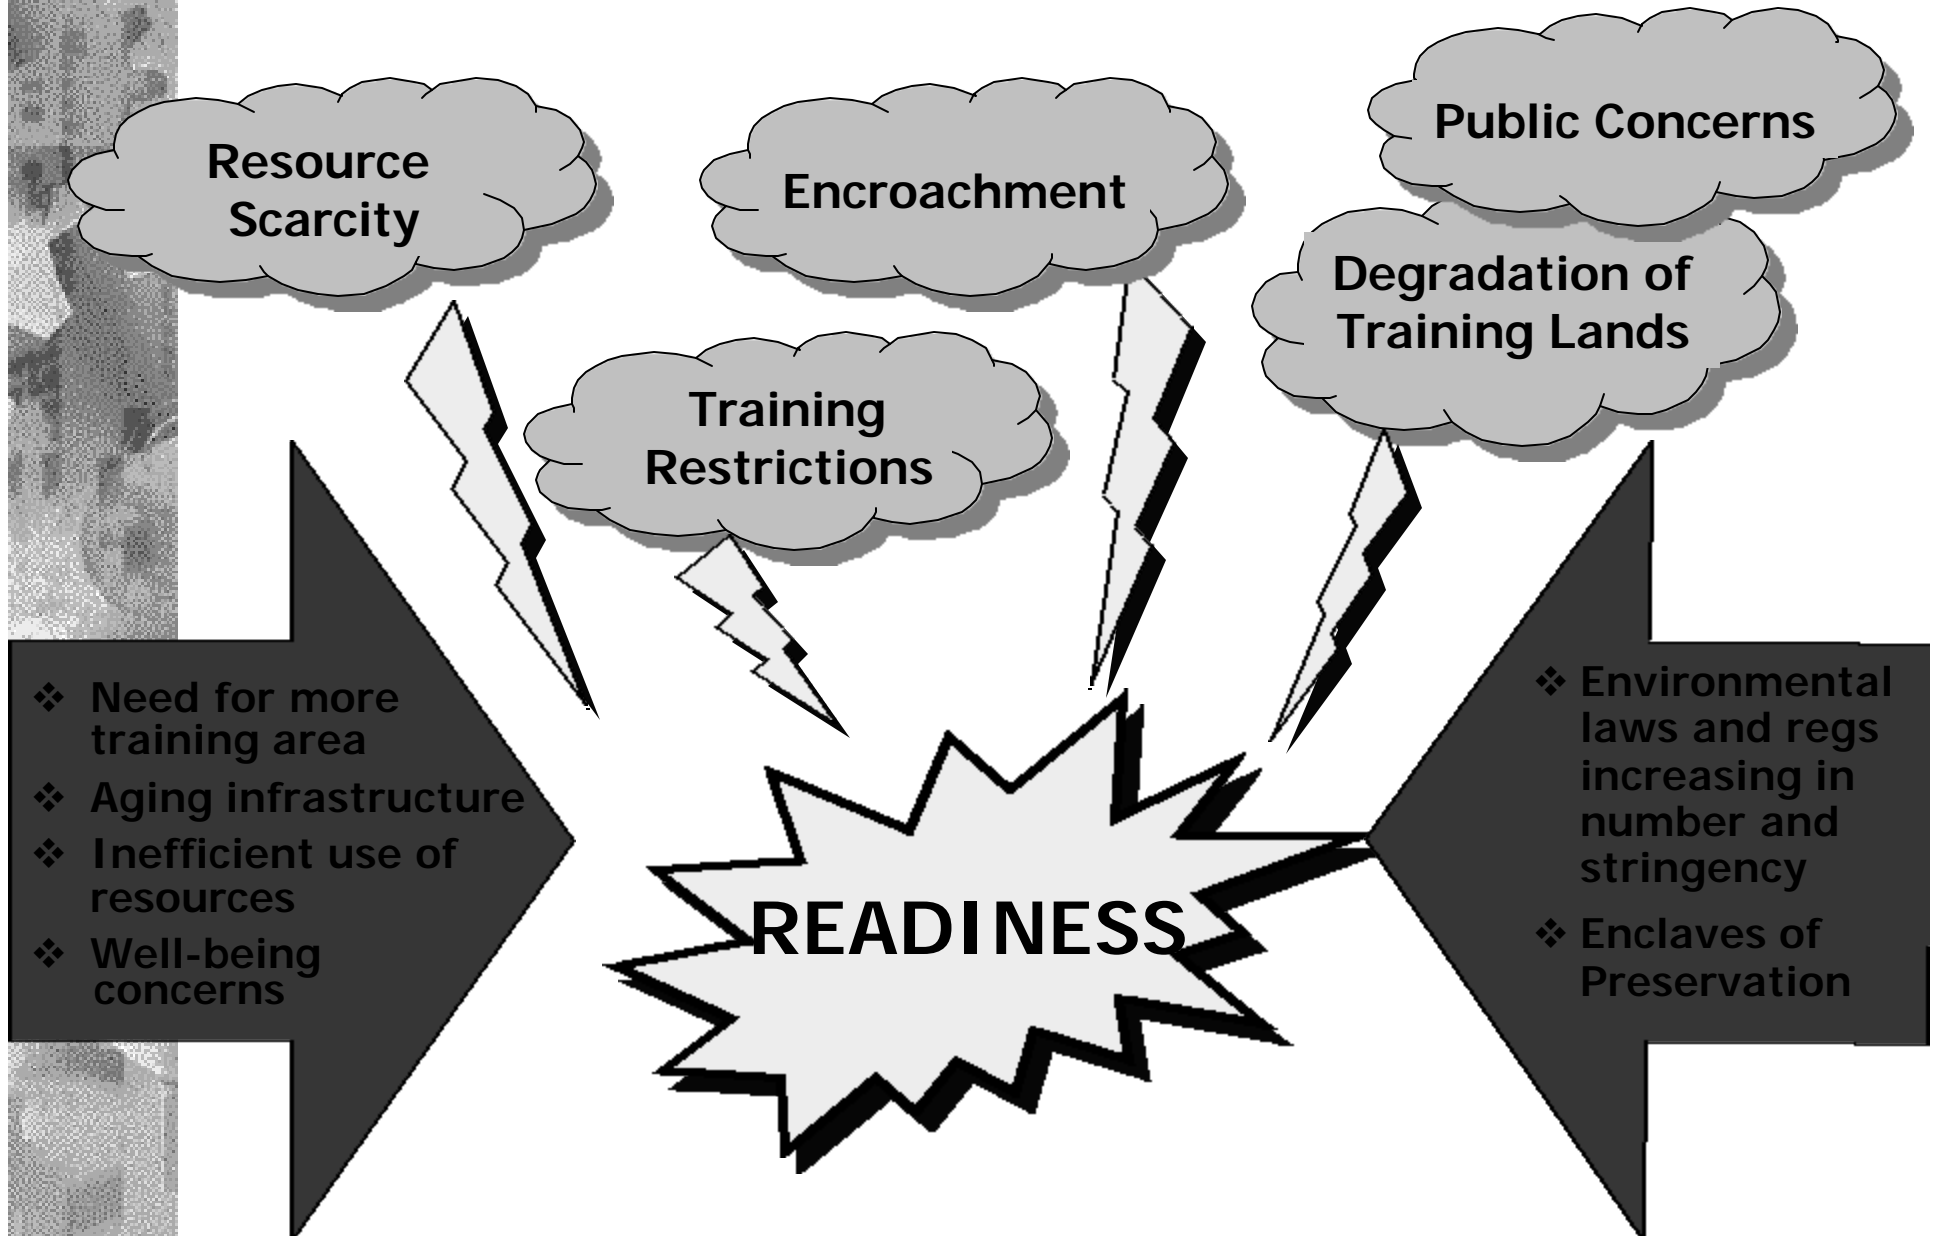 Resource
Scarcity
Encroachment
Public Concerns
Degradation of
Training Lands
Training
Restrictions
❖ Need for more
training area
❖ Aging infrastructure
❖ Inefficient use of
resources
❖ Well-being
concerns
READINESS
❖ Environmental
laws and regs
increasing in
number and
stringency
❖ Enclaves of
Preservation